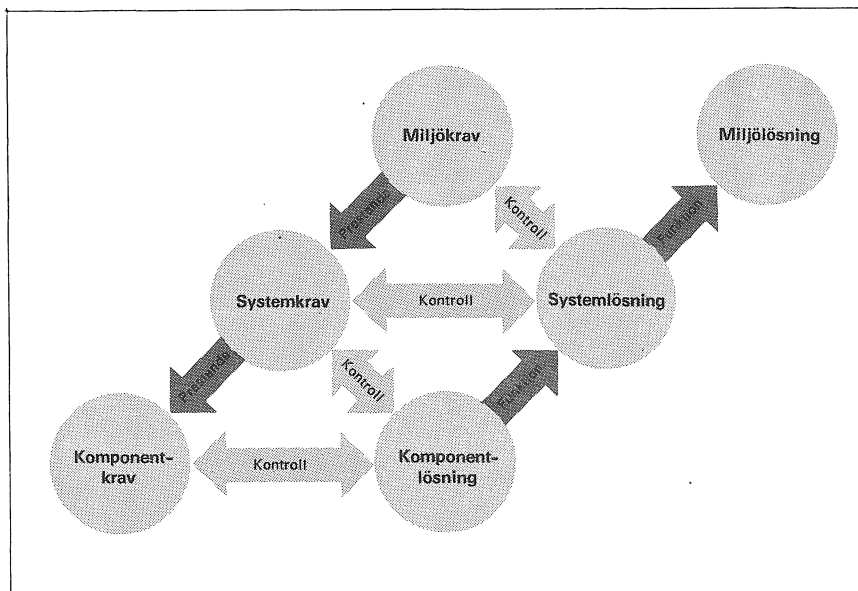 Miljökrav
Miljölösning
Prestanda
Kontroll
Funktion
Systemkrav
Kontroll
Systemlösning
Prestanda
Kontroll
Funktion
Komponent-
krav
Kontroll
Komponent-
lösning